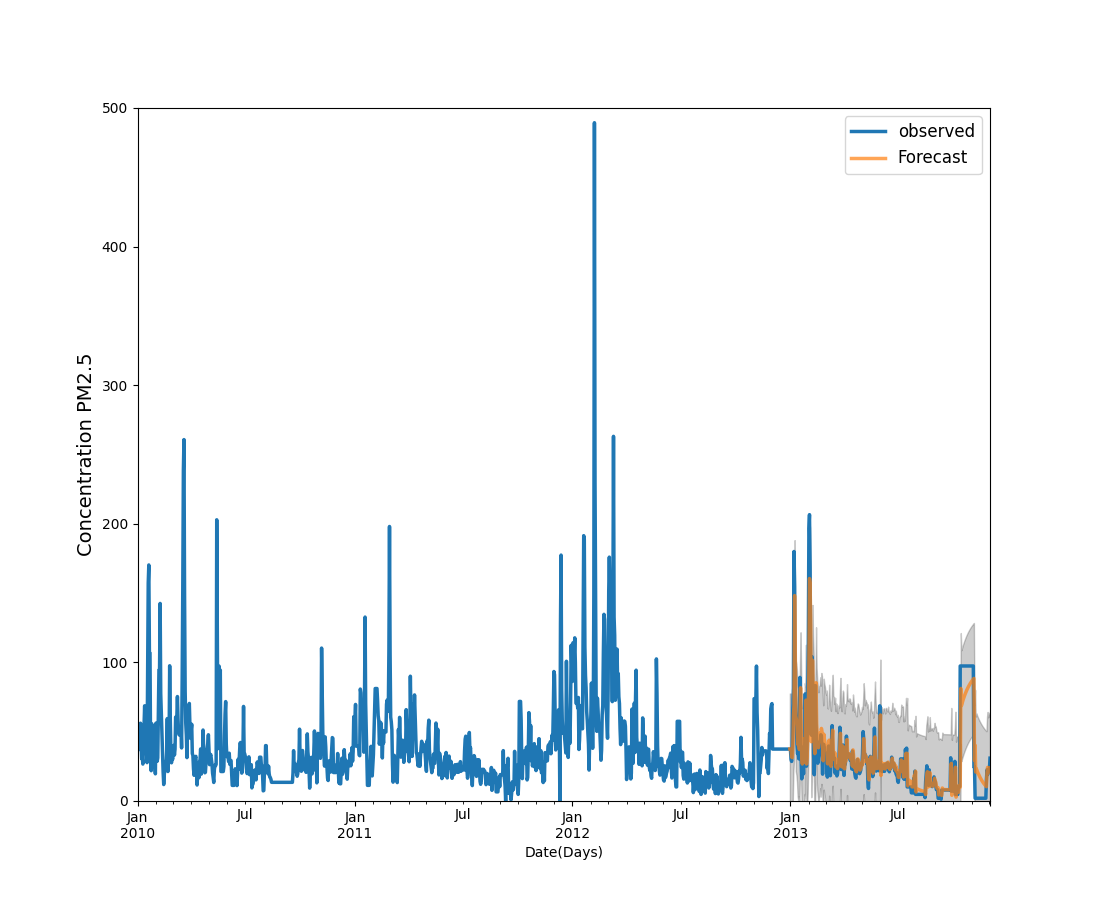 500
400
300
200
100
0
Concentration PM2.5
observed
Forecast
Jan
2010
Jul
Jan
2011
Jul
Jan
2012
Jul
Jan
2013
Jul
Date(Days)